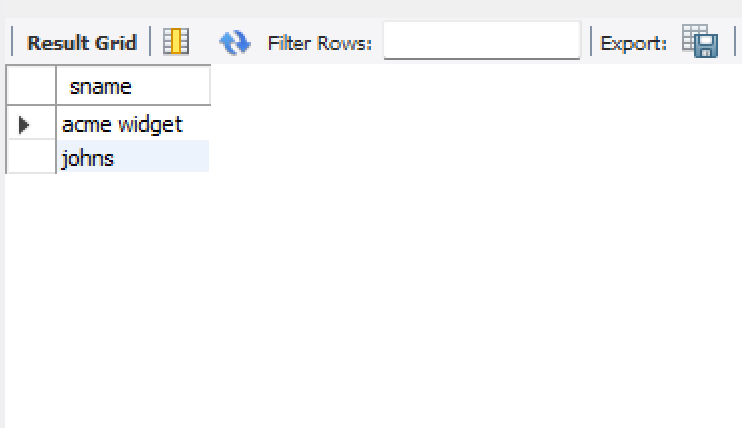 Result Grid Filter Rows: Export:
sname
acme widget
johns